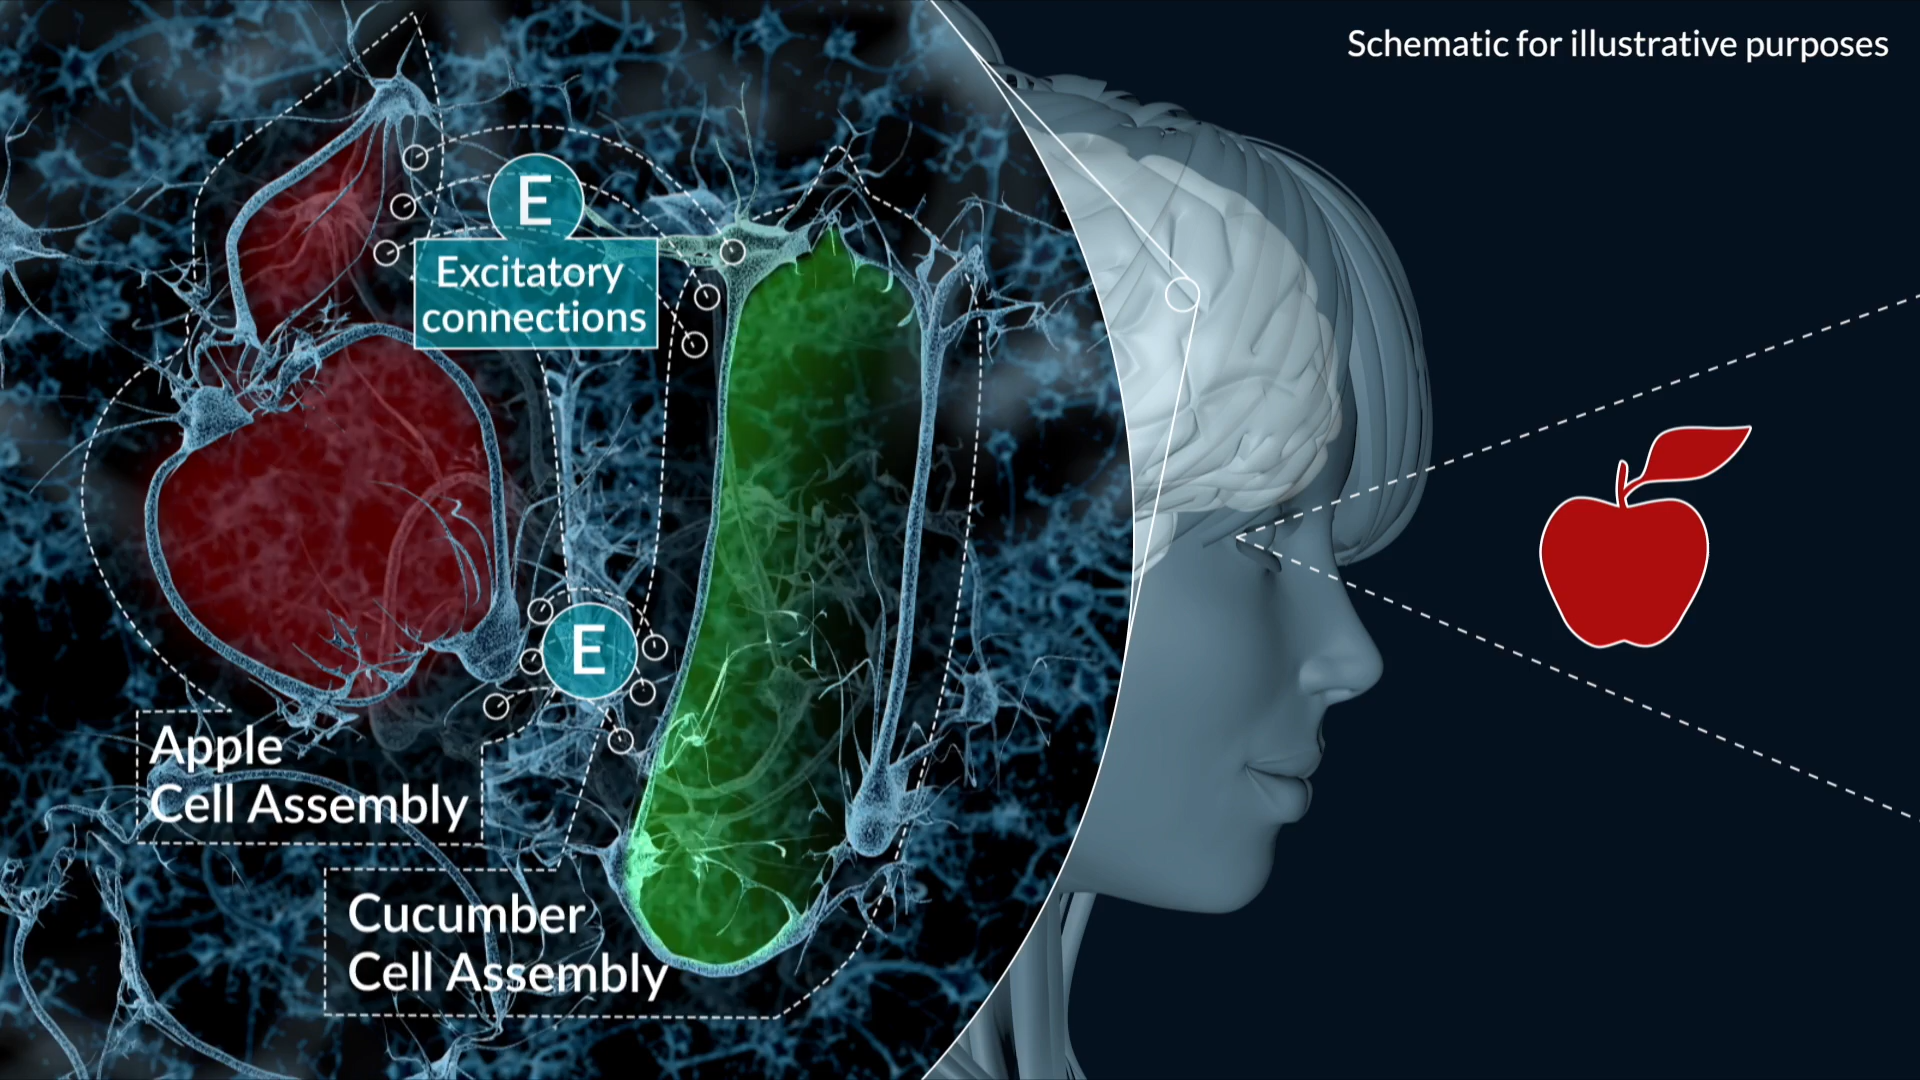 Schematic for illustrative purposes
E
Excitatory
connections
E
Apple
Cell Assembly
Cucumber
Cell Assembly